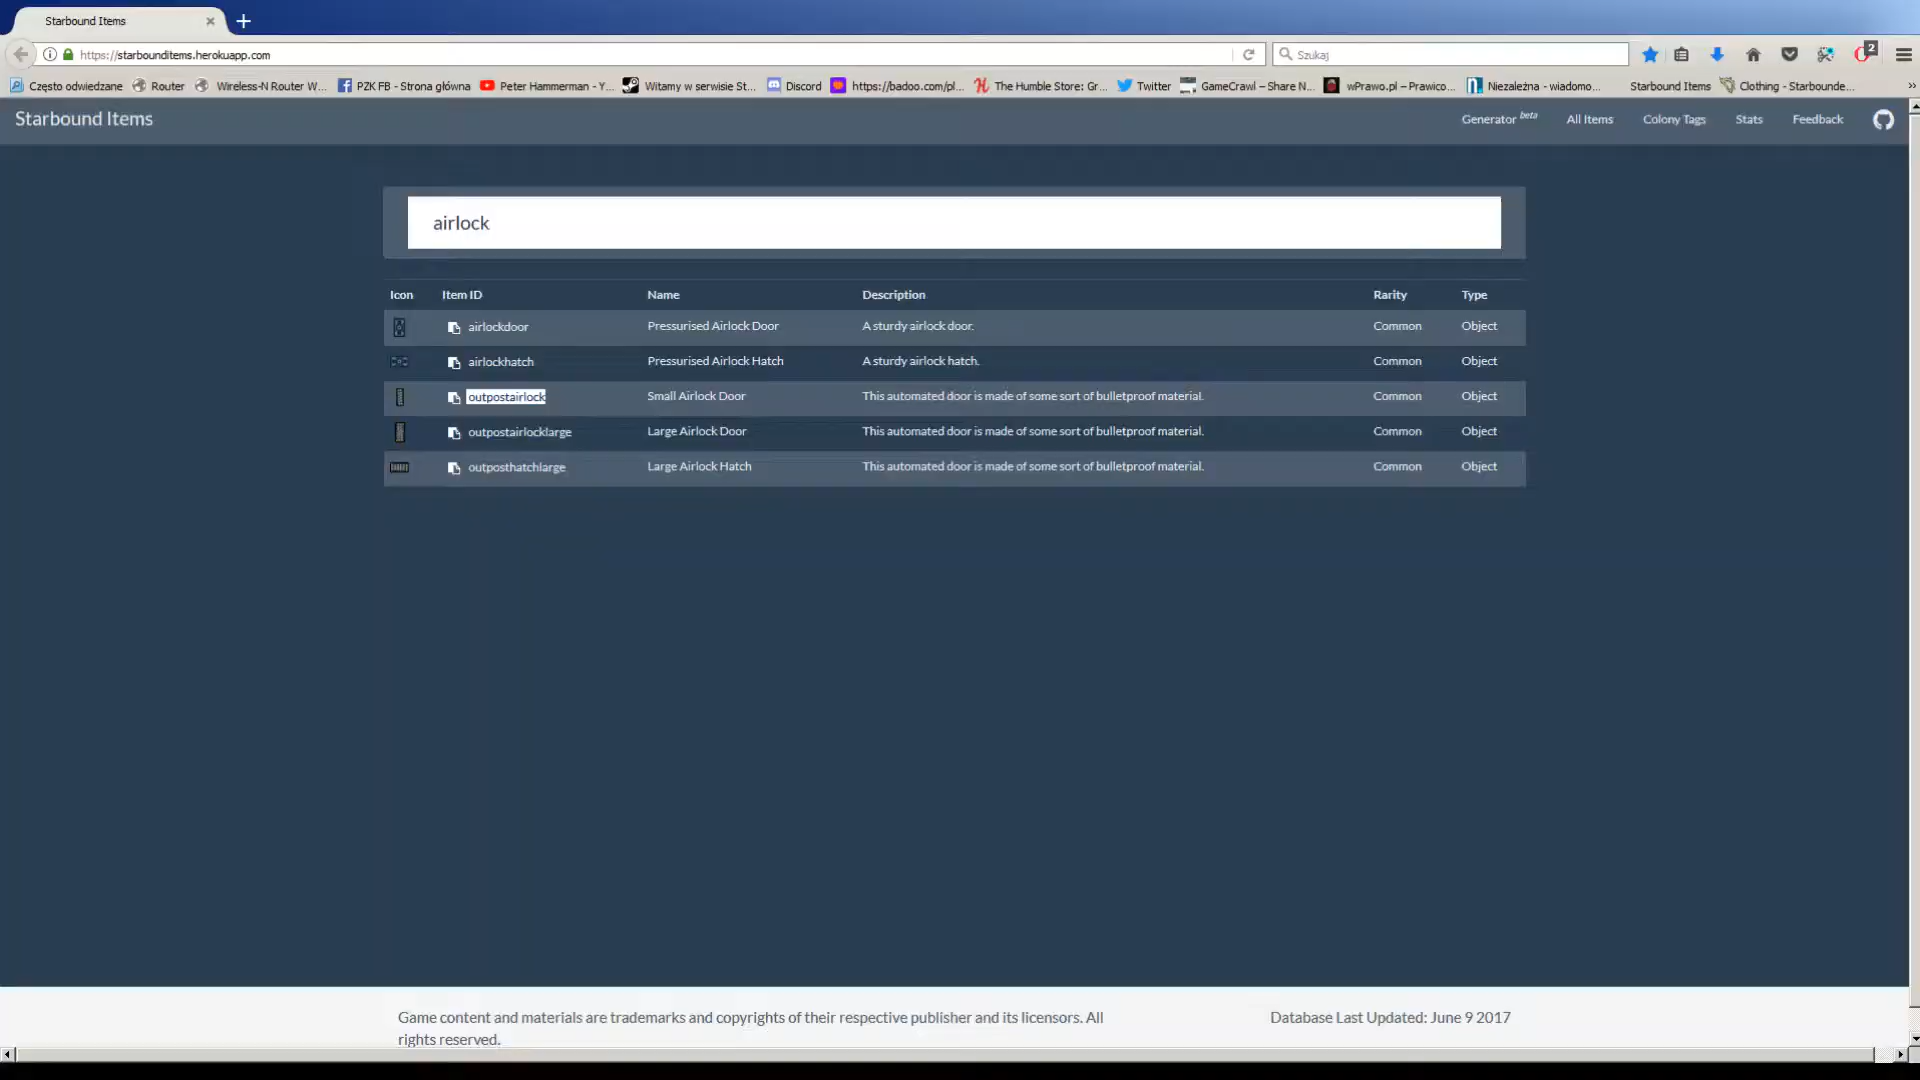 Starbound Items
https://starbounditems.herokuapp.com
Szukaj
2
Często odwiedzane Router Wireless-N Router W... PZK FB - Strona główna Peter Hammerman - Y... Witamy w serwisie St... Discord https://badoo.com/pl... The Humble Store: Gr... Twitter GameCrawl – Share N... wPrawo.pl – Prawico... Niezależna - wiadomo... Starbound Items Clothing - Starbounde...
Starbound Items Generator beta All Items Colony Tags Stats Feedback
airlock
Icon Item ID Name Description Rarity Type
airlockdoor Pressurised Airlock Door A sturdy airlock door. Common Object
airlockhatch Pressurised Airlock Hatch A sturdy airlock hatch. Common Object
outpostairlock Small Airlock Door This automated door is made of some sort of bulletproof material. Common Object
outpostairlocklarge Large Airlock Door This automated door is made of some sort of bulletproof material. Common Object
outposthatchlarge Large Airlock Hatch This automated door is made of some sort of bulletproof material. Common Object
Game content and materials are trademarks and copyrights of their respective publisher and its licensors. All Database Last Updated: June 9 2017
rights reserved.